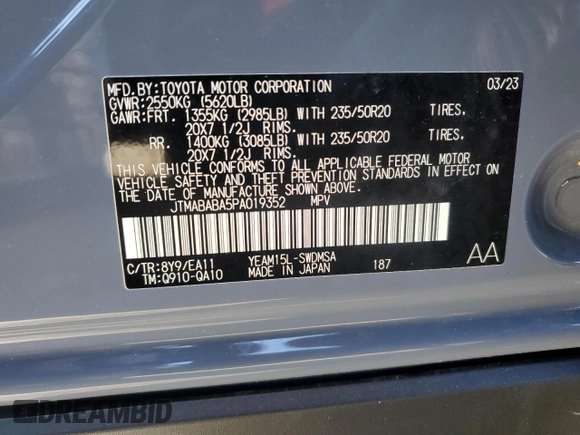 MFD.BY:TOYOTA MOTOR CORPORATION 03/23
GVWR:2550KG (5620LB)
GAWR:FRT. 1355KG (2985LB) WITH 235/50R20 TIRES.
20X7 1/2J RIMS.
RR. 1400KG (3085LB) WITH 235/50R20 TIRES.
20X7 1/2J RIMS.
THIS VEHICLE CONFORMS TO ALL APPLICABLE FEDERAL MOTOR
VEHICLE SAFETY AND THEFT PREVENTION STANDARDS IN EFFECT ON
THE DATE OF MANUFACTURE SHOWN ABOVE.
JTMABABA5PA019352 MPV
C/TR:8Y9/EA11 YEAM15L-SWDMSA AA
TM:Q910-QA10 MADE IN JAPAN 187
DREAMBID